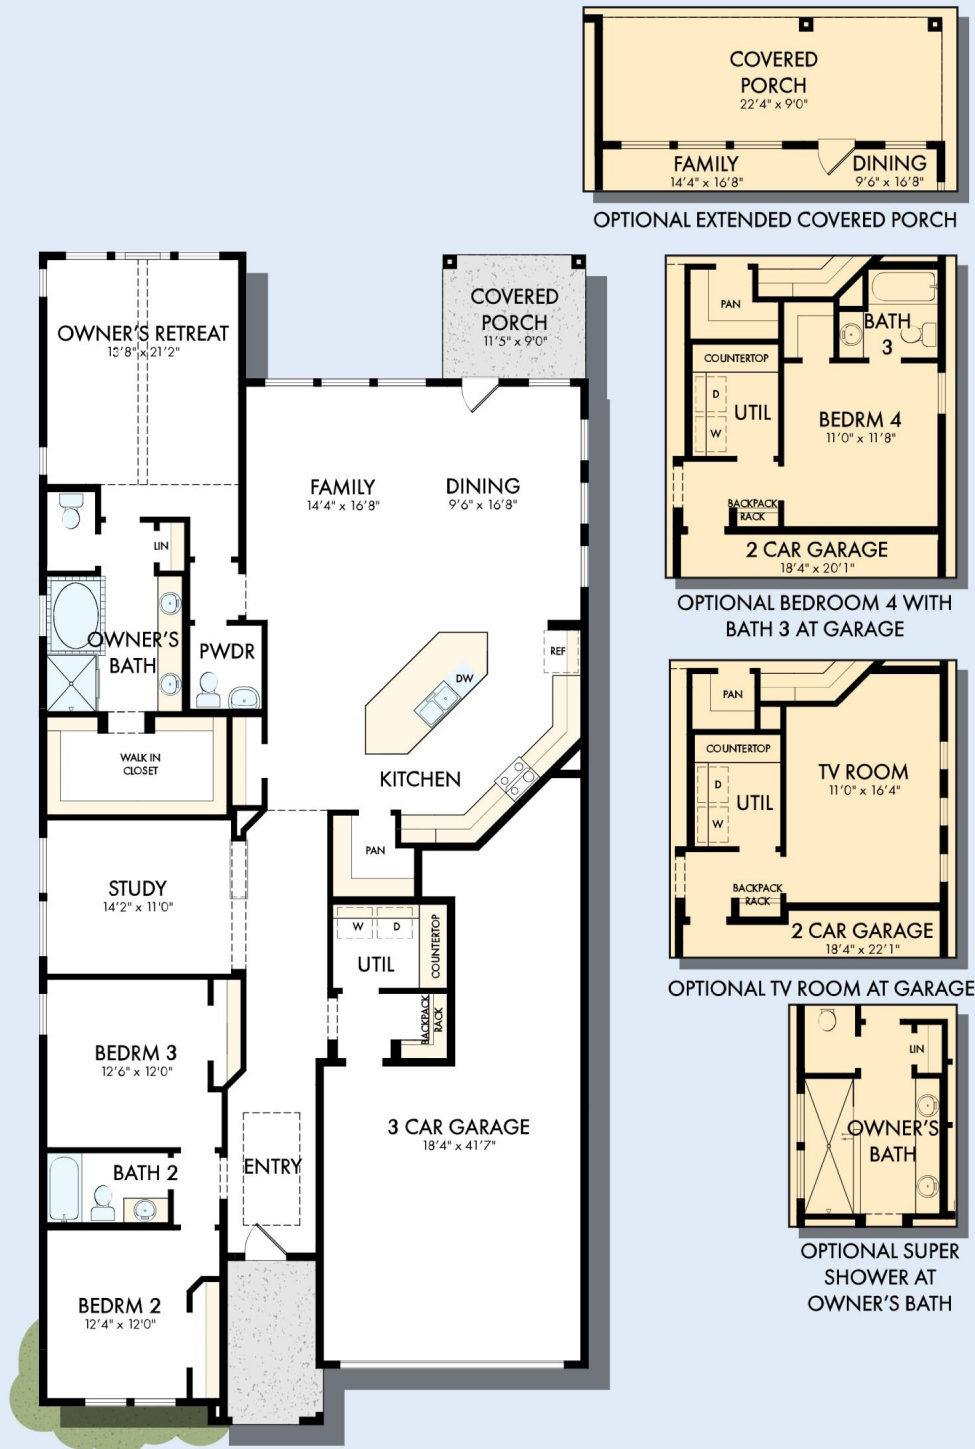 COVERED
PORCH
22'4" x 9'0"
FAMILY
14'4" x 16'8"
DINING
9'6" x 16'8"
OPTIONAL EXTENDED COVERED PORCH
OWNER'S RETREAT
13'8" x 21'2"
COVERED
PORCH
11'5" x 9'0"
FAMILY
14'4" x 16'8"
DINING
9'6" x 16'8"
LIN
OWNER'S
BATH
PWDR
REF
DW
WALK IN
CLOSET
KITCHEN
PAN
STUDY
14'2" x 11'0"
W
D
COUNTERTOP
UTIL
BACKPACK
RACK
BEDRM 3
12'6" x 12'0"
3 CAR GARAGE
18'4" x 41'7"
BATH 2
ENTRY
BEDRM 2
12'4" x 12'0"
PAN
BATH
3
COUNTERTOP
D
W
UTIL
BEDRM 4
11'0" x 11'8"
BACKPACK
RACK
2 CAR GARAGE
18'4" x 20'1"
OPTIONAL BEDROOM 4 WITH
BATH 3 AT GARAGE
PAN
COUNTERTOP
D
W
UTIL
TV ROOM
11'0" x 16'4"
BACKPACK
RACK
2 CAR GARAGE
18'4" x 22'1"
OPTIONAL TV ROOM AT GARAGE
LIN
OWNER'S
BATH
OPTIONAL SUPER
SHOWER AT
OWNER'S BATH